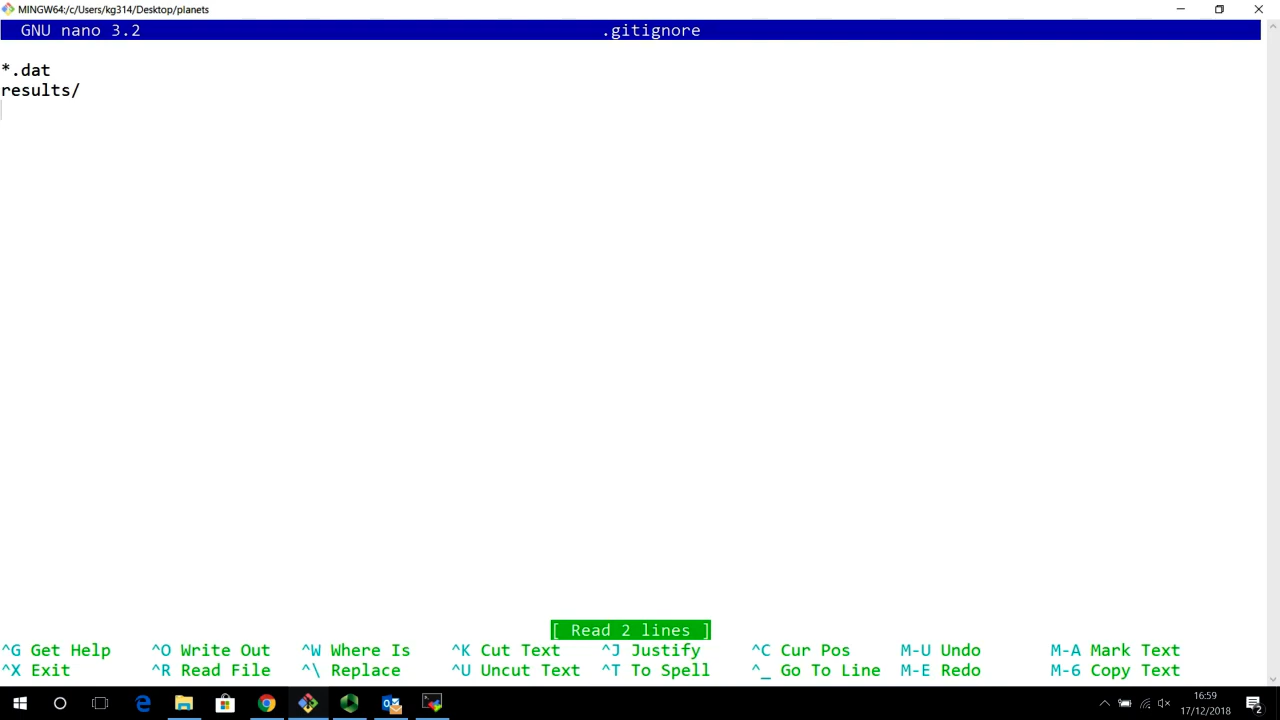 MINGW64:/c/Users/kg314/Desktop/planets
GNU nano 3.2 .gitignore
*.dat
results/
[ Read 2 lines ]
^G Get Help ^O Write Out ^W Where Is ^K Cut Text ^J Justify ^C Cur Pos M-U Undo M-A Mark Text
^X Exit ^R Read File ^\ Replace ^U Uncut Text ^T To Spell ^_ Go To Line M-E Redo M-6 Copy Text
16:59
17/12/2018
2